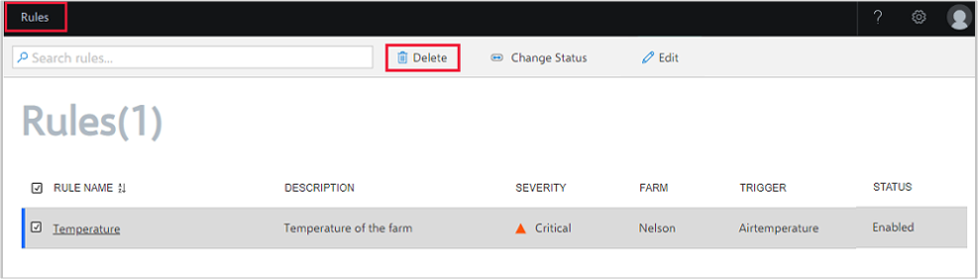 Rules
?
Search rules...
Delete
Change Status
Edit
Rules(1)
RULE NAME DESCRIPTION SEVERITY FARM TRIGGER STATUS
Temperature Temperature of the farm Critical Nelson Airtemperature Enabled